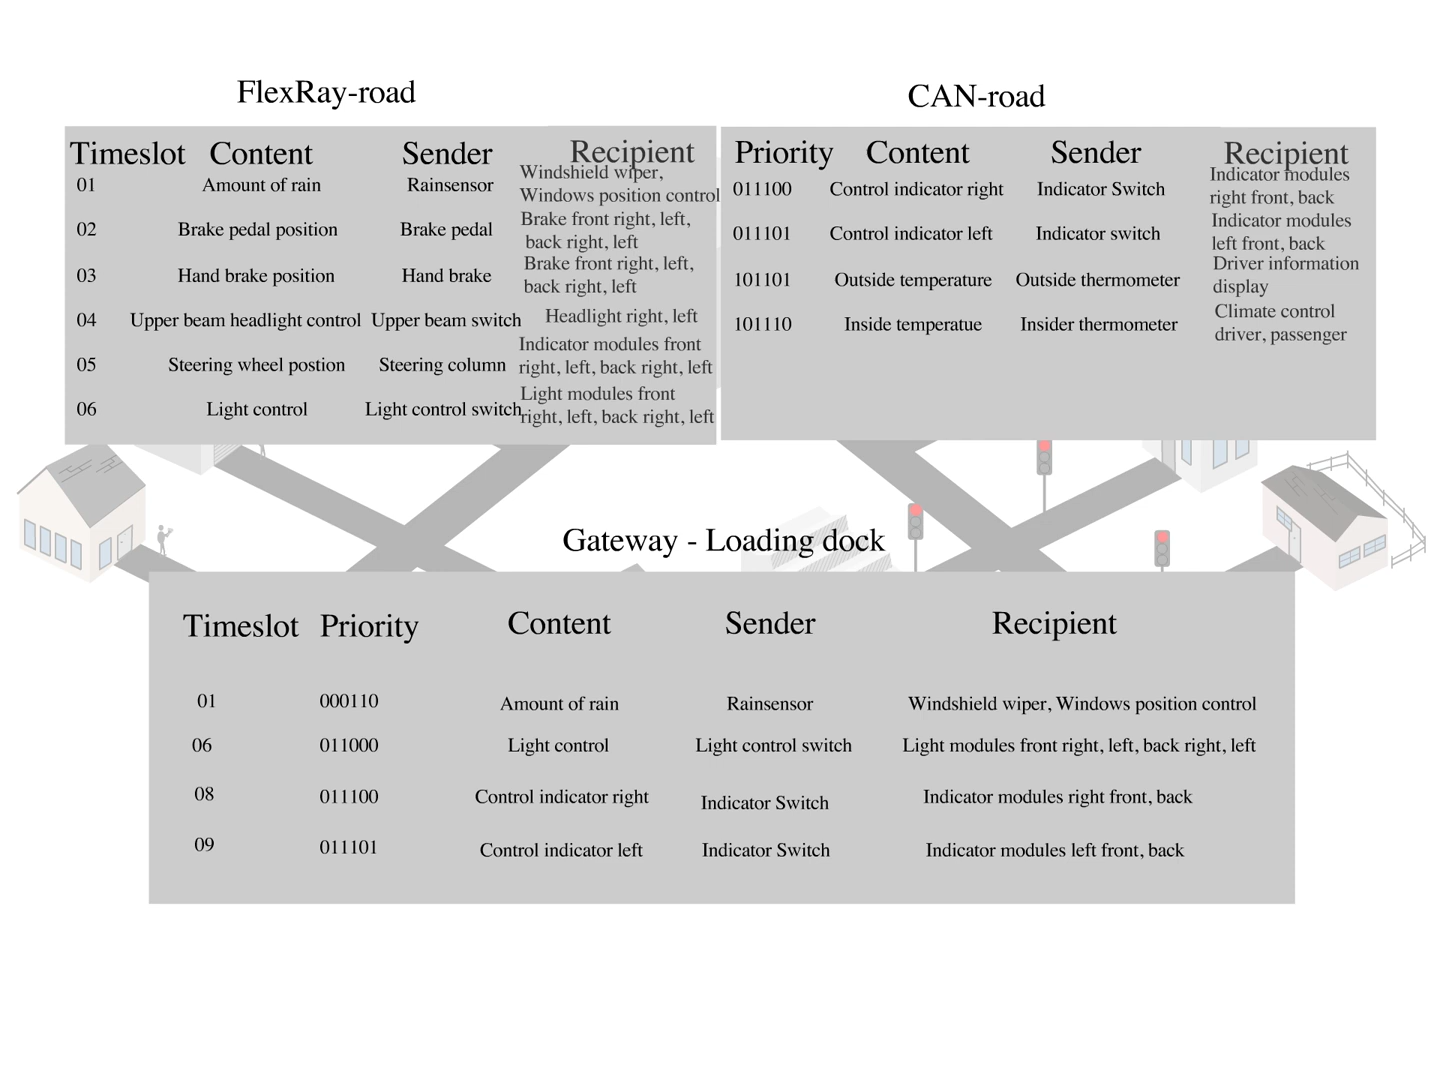 FlexRay-road
Timeslot Content Sender Recipient
01 Amount of rain Rainsensor Windshield wiper,
Windows position control
02 Brake pedal position Brake pedal Brake front right, left,
back right, left
03 Hand brake position Hand brake Brake front right, left,
back right, left
04 Upper beam headlight control Upper beam switch Headlight right, left
05 Steering wheel postion Steering column Indicator modules front
right, left, back right, left
06 Light control Light control switch Light modules front
right, left, back right, left
CAN-road
Priority Content Sender Recipient
011100 Control indicator right Indicator Switch Indicator modules
right front, back
011101 Control indicator left Indicator switch Indicator modules
left front, back
101101 Outside temperature Outside thermometer Driver information
display
101110 Inside temperatue Insider thermometer Climate control
driver, passenger
Gateway - Loading dock
Timeslot Priority Content Sender Recipient
01 000110 Amount of rain Rainsensor Windshield wiper, Windows position control
06 011000 Light control Light control switch Light modules front right, left, back right, left
08 011100 Control indicator right Indicator Switch Indicator modules right front, back
09 011101 Control indicator left Indicator Switch Indicator modules left front, back